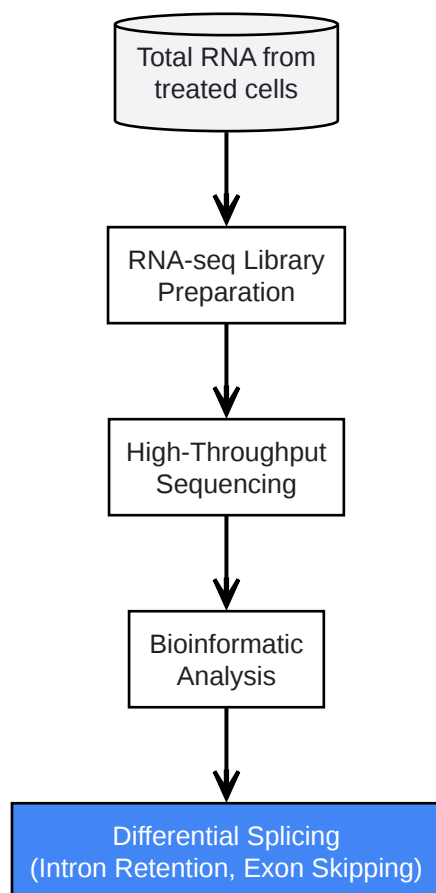 Total RNA from
treated cells
RNA-seq Library
Preparation
High-Throughput
Sequencing
Bioinformatic
Analysis
Differential Splicing
(Intron Retention, Exon Skipping)